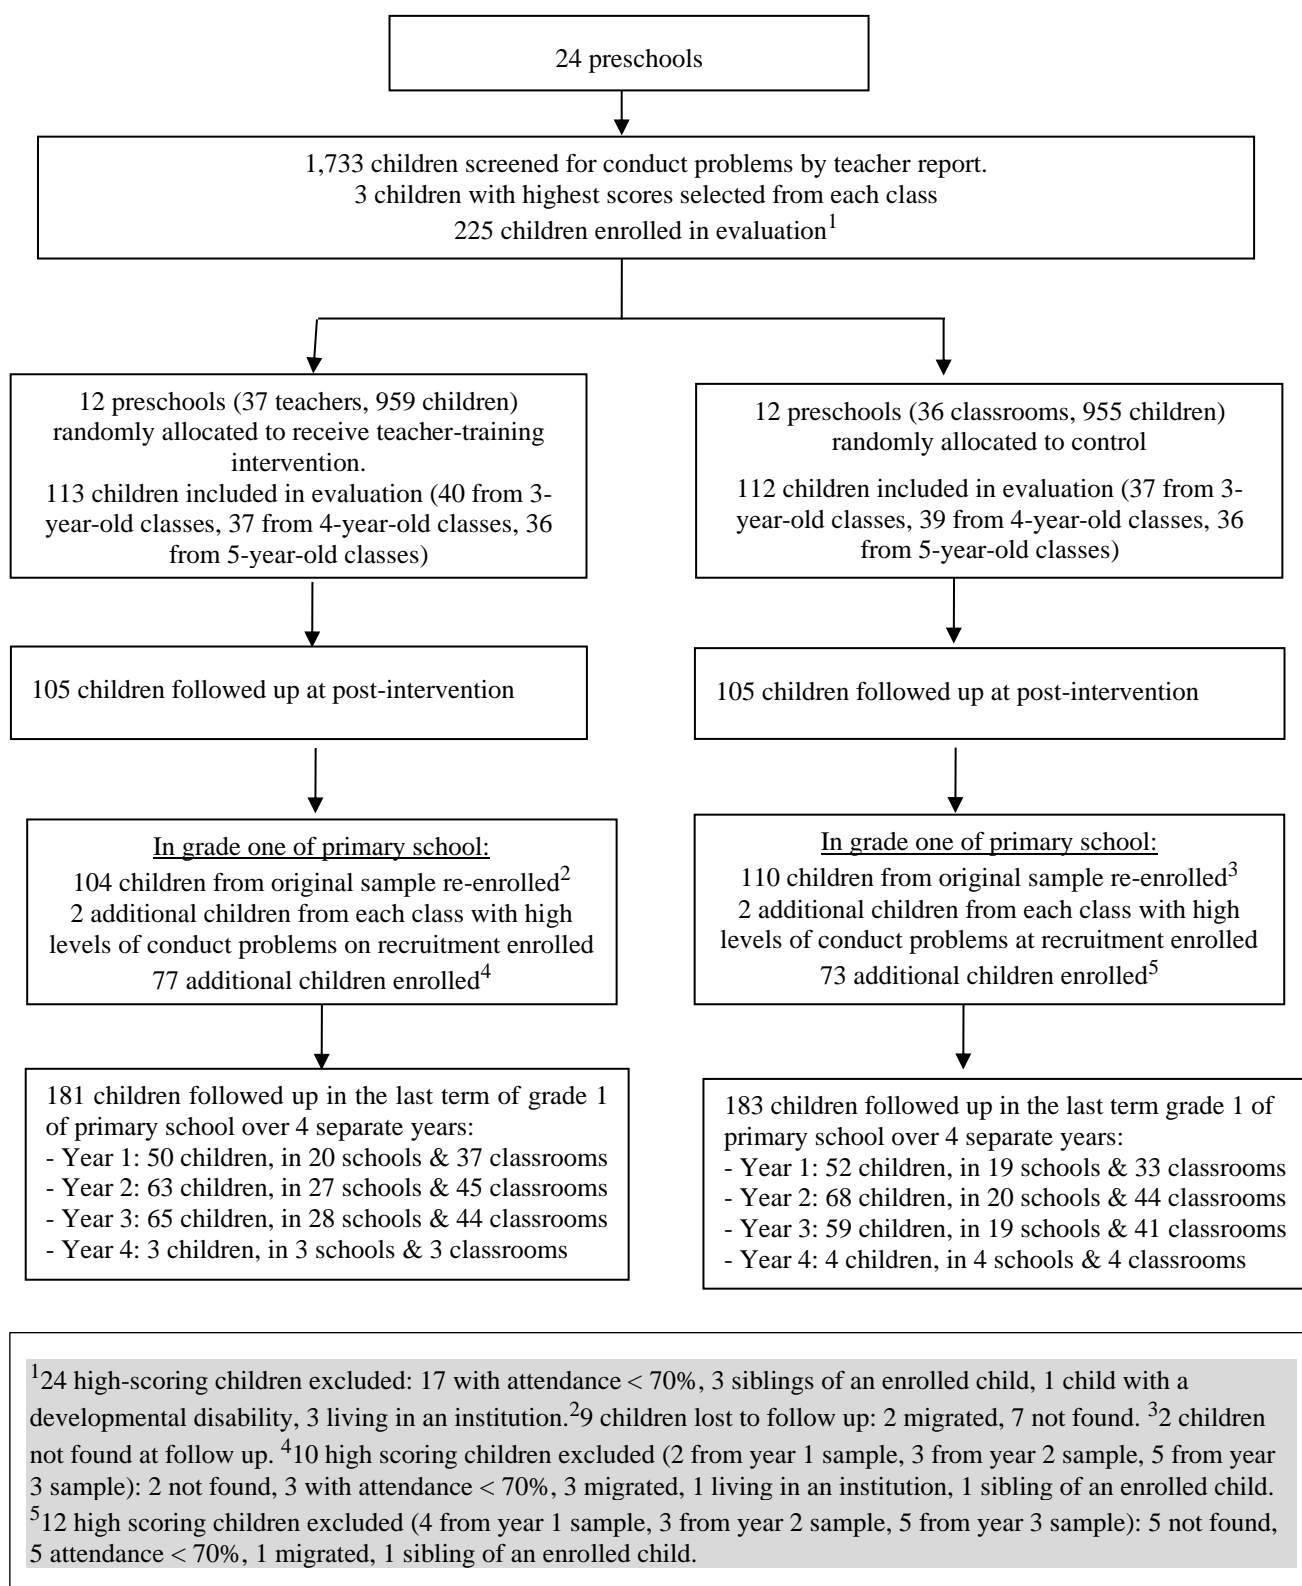 24 preschools
1,733 children screened for conduct problems by teacher report.
3 children with highest scores selected from each class
225 children enrolled in evaluation1
12 preschools (37 teachers, 959 children)
randomly allocated to receive teacher-training
intervention.
113 children included in evaluation (40 from 3-
year-old classes, 37 from 4-year-old classes, 36
from 5-year-old classes)
12 preschools (36 classrooms, 955 children)
randomly allocated to control
112 children included in evaluation (37 from 3-
year-old classes, 39 from 4-year-old classes, 36
from 5-year-old classes)
105 children followed up at post-intervention
105 children followed up at post-intervention
In grade one of primary school:
104 children from original sample re-enrolled2
2 additional children from each class with high
levels of conduct problems on recruitment enrolled
77 additional children enrolled4
In grade one of primary school:
110 children from original sample re-enrolled3
2 additional children from each class with high
levels of conduct problems at recruitment enrolled
73 additional children enrolled5
181 children followed up in the last term of grade 1
of primary school over 4 separate years:
- Year 1: 50 children, in 20 schools & 37 classrooms
- Year 2: 63 children, in 27 schools & 45 classrooms
- Year 3: 65 children, in 28 schools & 44 classrooms
- Year 4: 3 children, in 3 schools & 3 classrooms
183 children followed up in the last term grade 1 of
primary school over 4 separate years:
- Year 1: 52 children, in 19 schools & 33 classrooms
- Year 2: 68 children, in 20 schools & 44 classrooms
- Year 3: 59 children, in 19 schools & 41 classrooms
- Year 4: 4 children, in 4 schools & 4 classrooms
124 high-scoring children excluded: 17 with attendance < 70%, 3 siblings of an enrolled child, 1 child with a
developmental disability, 3 living in an institution.29 children lost to follow up: 2 migrated, 7 not found. 32 children
not found at follow up. 410 high scoring children excluded (2 from year 1 sample, 3 from year 2 sample, 5 from year
3 sample): 2 not found, 3 with attendance < 70%, 3 migrated, 1 living in an institution, 1 sibling of an enrolled child.
512 high scoring children excluded (4 from year 1 sample, 3 from year 2 sample, 5 from year 3 sample): 5 not found,
5 attendance < 70%, 1 migrated, 1 sibling of an enrolled child.